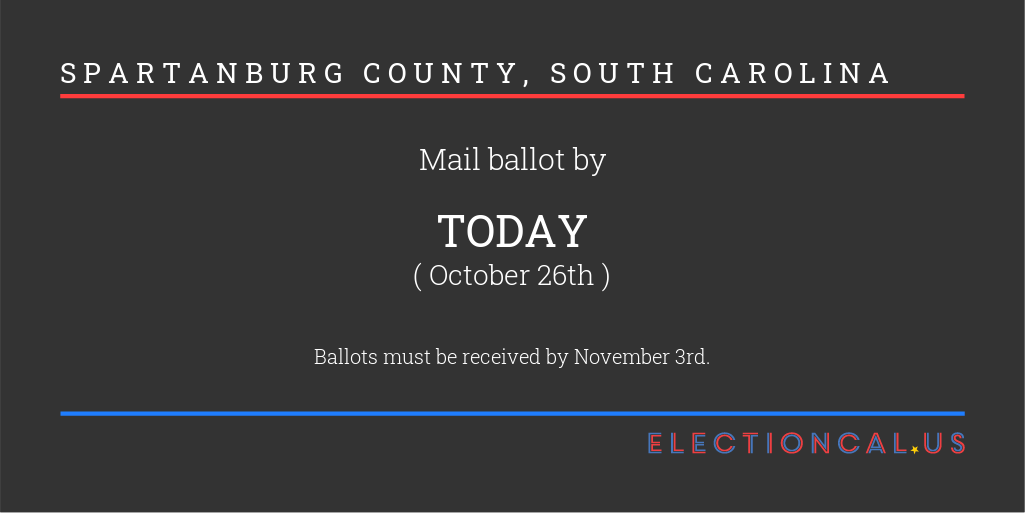 SPARTANBURG COUNTY, SOUTH CAROLINA
Mail ballot by
TODAY
( October 26th )
Ballots must be received by November 3rd.
ELECTIONCAL.US